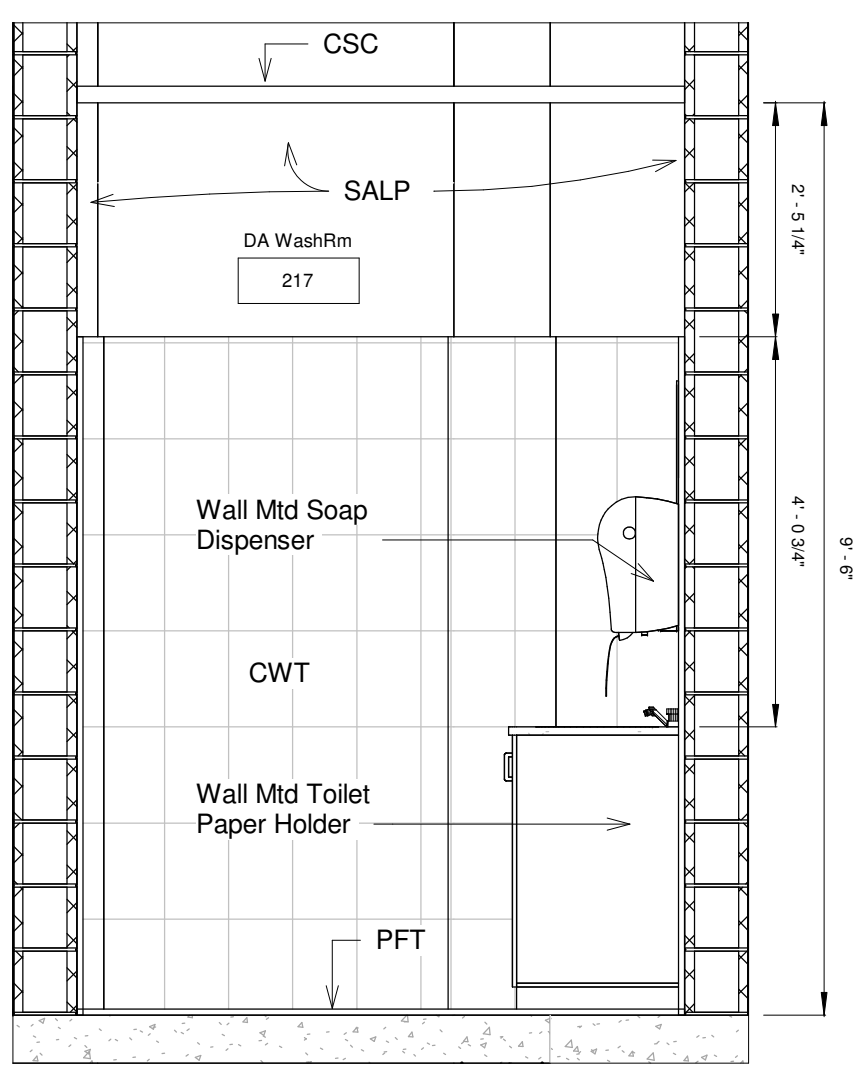 CSC
SALP
DA WashRm
217
2' - 5 1/4"
Wall Mtd Soap
Dispenser
4' - 0 3/4"
9' - 6"
CWT
Wall Mtd Toilet
Paper Holder
PFT